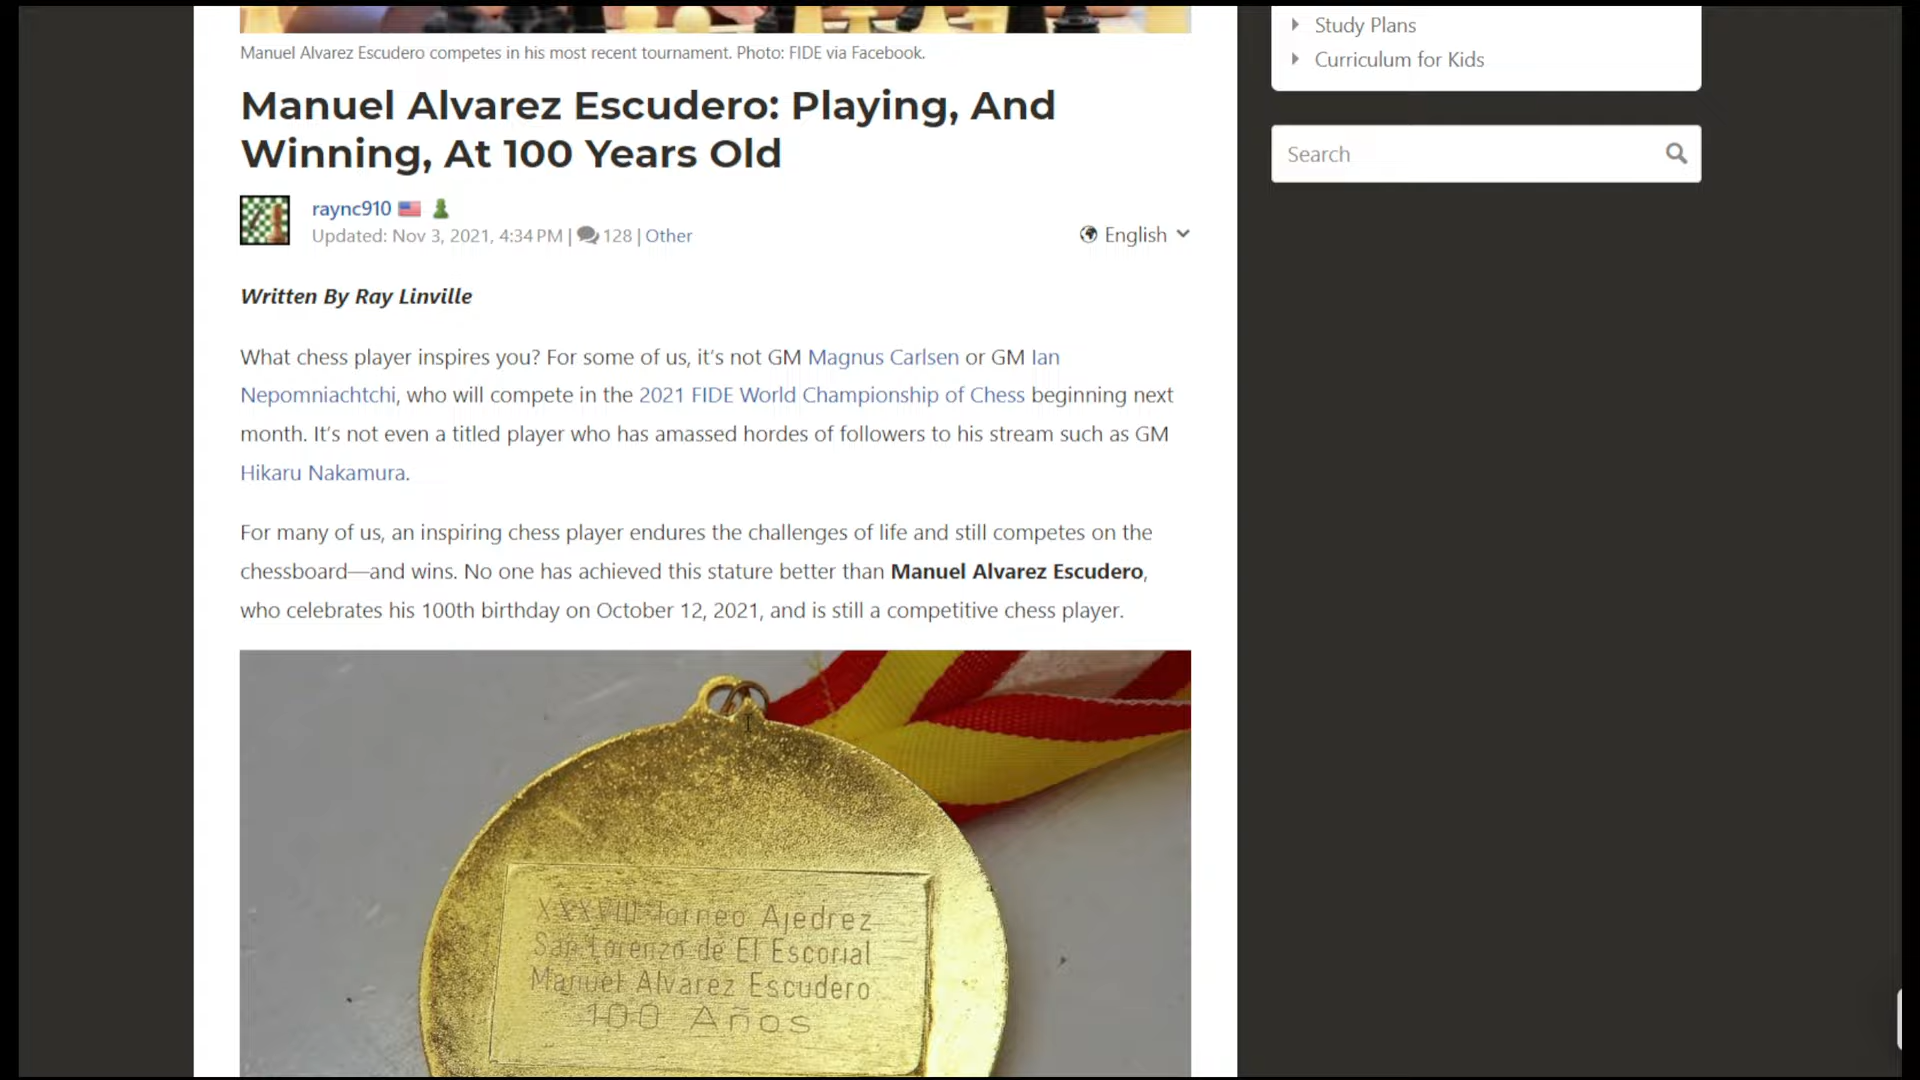 Manuel Alvarez Escudero competes in his most recent tournament. Photo: FIDE via Facebook.
Manuel Alvarez Escudero: Playing, And
Winning, At 100 Years Old
raync910
Updated: Nov 3, 2021, 4:34 PM | 128 | Other
English
Written By Ray Linville
What chess player inspires you? For some of us, it’s not GM Magnus Carlsen or GM Ian
Nepomniachtchi, who will compete in the 2021 FIDE World Championship of Chess beginning next
month. It’s not even a titled player who has amassed hordes of followers to his stream such as GM
Hikaru Nakamura.
For many of us, an inspiring chess player endures the challenges of life and still competes on the
chessboard—and wins. No one has achieved this stature better than Manuel Alvarez Escudero,
who celebrates his 100th birthday on October 12, 2021, and is still a competitive chess player.
XXXVIII Torneo Ajedrez
San Lorenzo de El Escorial
Manuel Alvarez Escudero
100 Años
Study Plans
Curriculum for Kids
Search